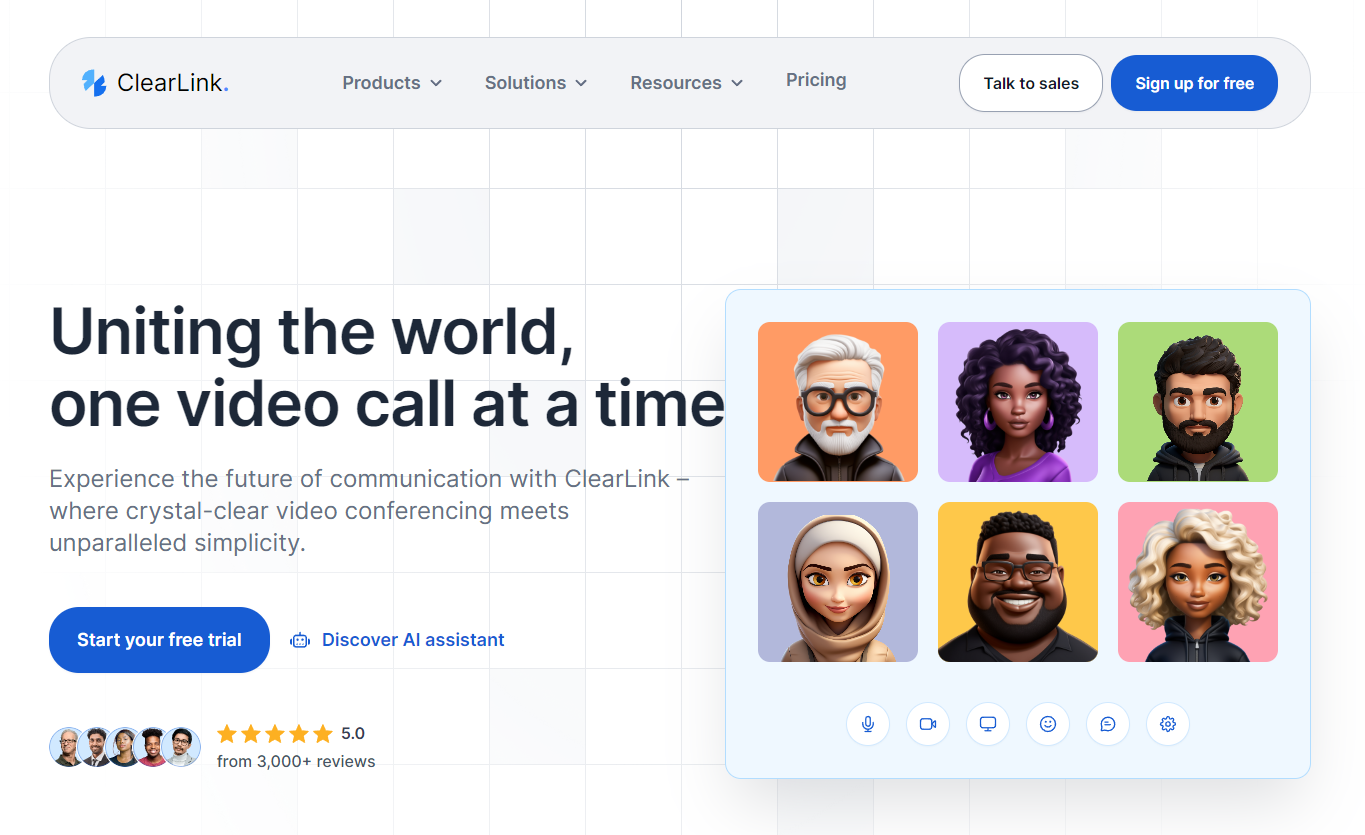 ClearLink.
Products
Solutions
Resources
Pricing
Talk to sales
Sign up for free
Uniting the world,
one video call at a time
Experience the future of communication with ClearLink –
where crystal-clear video conferencing meets
unparalleled simplicity.
Start your free trial
Discover AI assistant
5.0
from 3,000+ reviews